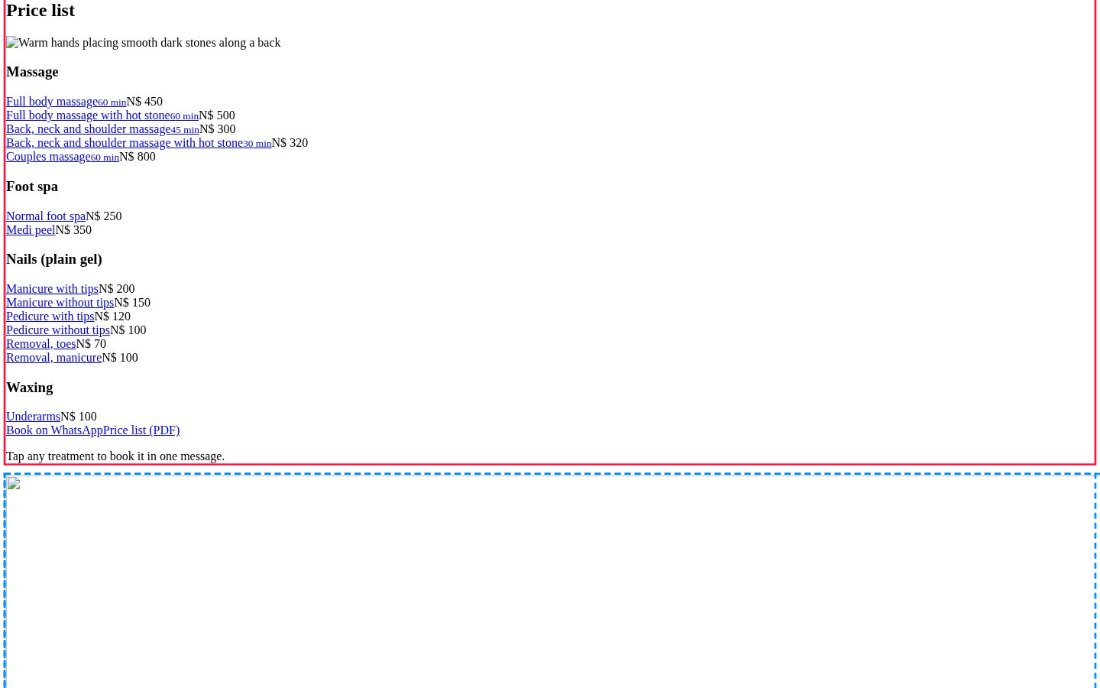 Price list
Warm hands placing smooth dark stones along a back
Massage
Full body massage60 minN$ 450
Full body massage with hot stone60 minN$ 500
Back, neck and shoulder massage45 minN$ 300
Back, neck and shoulder massage with hot stone30 minN$ 320
Couples massage60 minN$ 800
Foot spa
Normal foot spaN$ 250
Medi peelN$ 350
Nails (plain gel)
Manicure with tipsN$ 200
Manicure without tipsN$ 150
Pedicure with tipsN$ 120
Pedicure without tipsN$ 100
Removal, toesN$ 70
Removal, manicureN$ 100
Waxing
UnderarmsN$ 100
Book on WhatsAppPrice list (PDF)
Tap any treatment to book it in one message.